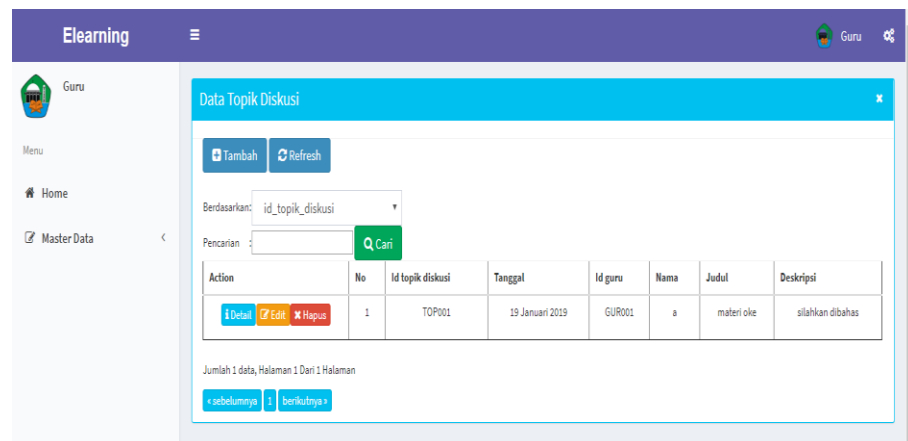 Elearning
Guru
Guru
Menu
Home
Master Data
Data Topik Diskusi
Tambah Refresh
Berdasarkan: id_topik_diskusi
Pencarian : Cari
Action No Id topik diskusi Tanggal Id guru Nama Judul Deskripsi
Detail Edit Hapus 1 TOP001 19 Januari 2019 GUR001 a materi oke silahkan dibahas
Jumlah 1 data, Halaman 1 Dari 1 Halaman
« sebelumnya 1 berikutnya »